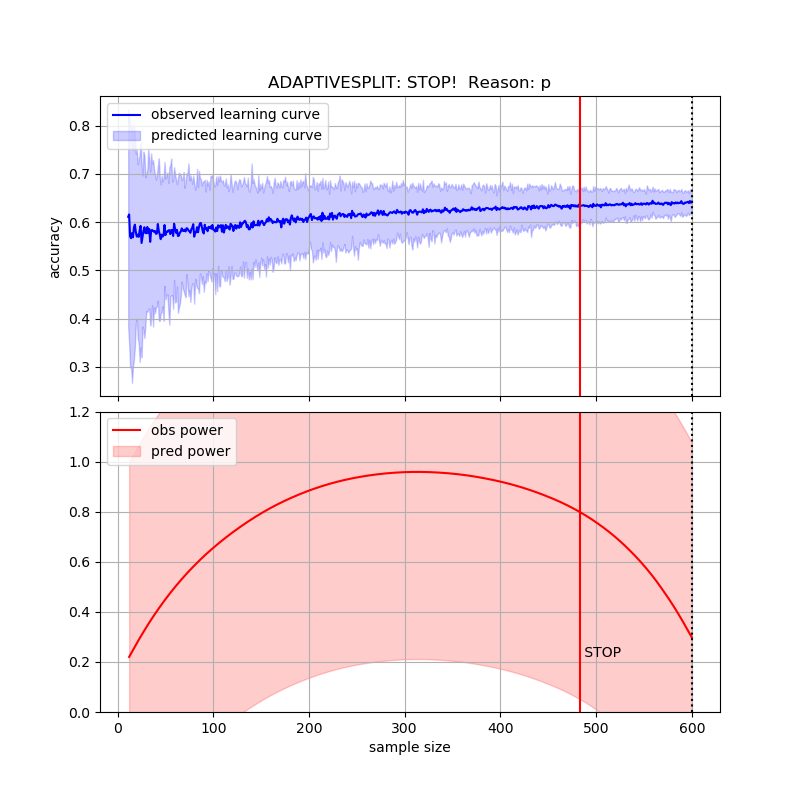 ADAPTIVESPLIT: STOP!  Reason: p
observed learning curve
predicted learning curve
accuracy
0.8
0.7
0.6
0.5
0.4
0.3
obs power
pred power
1.2
1.0
0.8
0.6
0.4
0.2
0.0
STOP
0 100 200 300 400 500 600
sample size